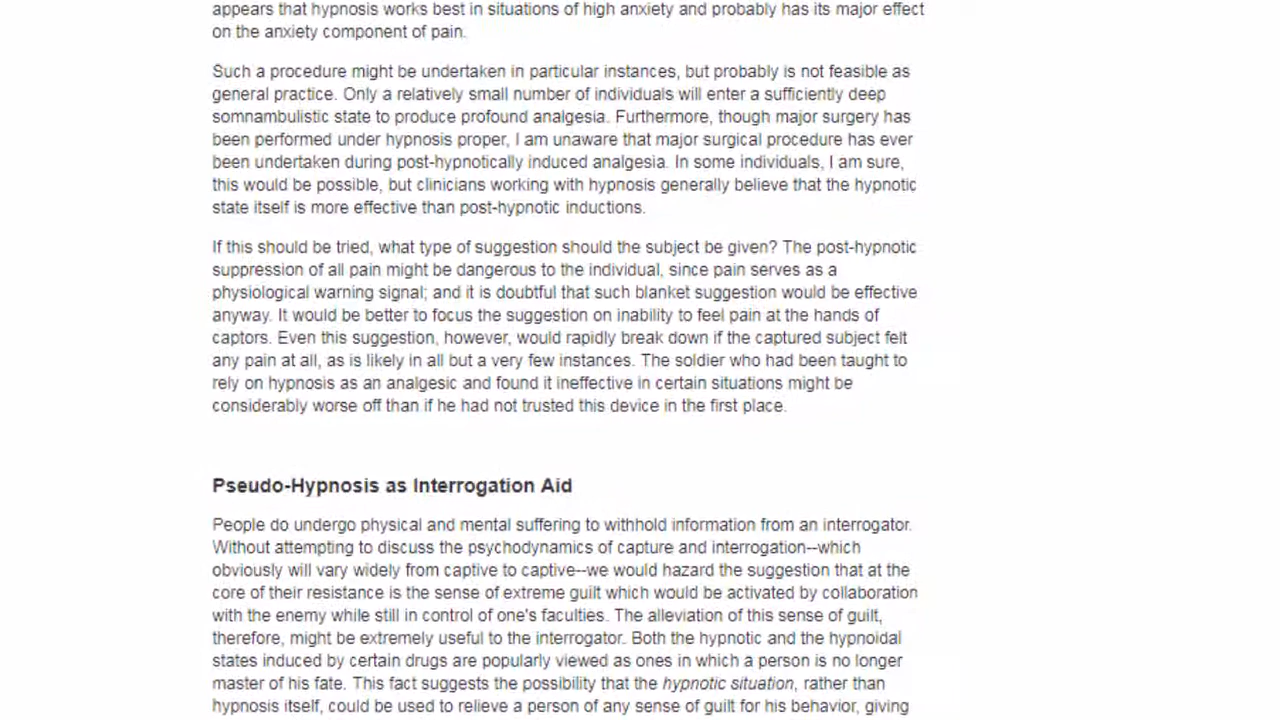 appears that hypnosis works best in situations of high anxiety and probably has its major effect
on the anxiety component of pain.
Such a procedure might be undertaken in particular instances, but probably is not feasible as
general practice. Only a relatively small number of individuals will enter a sufficiently deep
somnambulistic state to produce profound analgesia. Furthermore, though major surgery has
been performed under hypnosis proper, I am unaware that major surgical procedure has ever
been undertaken during post-hypnotically induced analgesia. In some individuals, I am sure,
this would be possible, but clinicians working with hypnosis generally believe that the hypnotic
state itself is more effective than post-hypnotic inductions.
If this should be tried, what type of suggestion should the subject be given? The post-hypnotic
suppression of all pain might be dangerous to the individual, since pain serves as a
physiological warning signal; and it is doubtful that such blanket suggestion would be effective
anyway. It would be better to focus the suggestion on inability to feel pain at the hands of
captors. Even this suggestion, however, would rapidly break down if the captured subject felt
any pain at all, as is likely in all but a very few instances. The soldier who had been taught to
rely on hypnosis as an analgesic and found it ineffective in certain situations might be
considerably worse off than if he had not trusted this device in the first place.
Pseudo-Hypnosis as Interrogation Aid
People do undergo physical and mental suffering to withhold information from an interrogator.
Without attempting to discuss the psychodynamics of capture and interrogation--which
obviously will vary widely from captive to captive--we would hazard the suggestion that at the
core of their resistance is the sense of extreme guilt which would be activated by collaboration
with the enemy while still in control of one's faculties. The alleviation of this sense of guilt,
therefore, might be extremely useful to the interrogator. Both the hypnotic and the hypnoidal
states induced by certain drugs are popularly viewed as ones in which a person is no longer
master of his fate. This fact suggests the possibility that the hypnotic situation, rather than
hypnosis itself, could be used to relieve a person of any sense of guilt for his behavior, giving